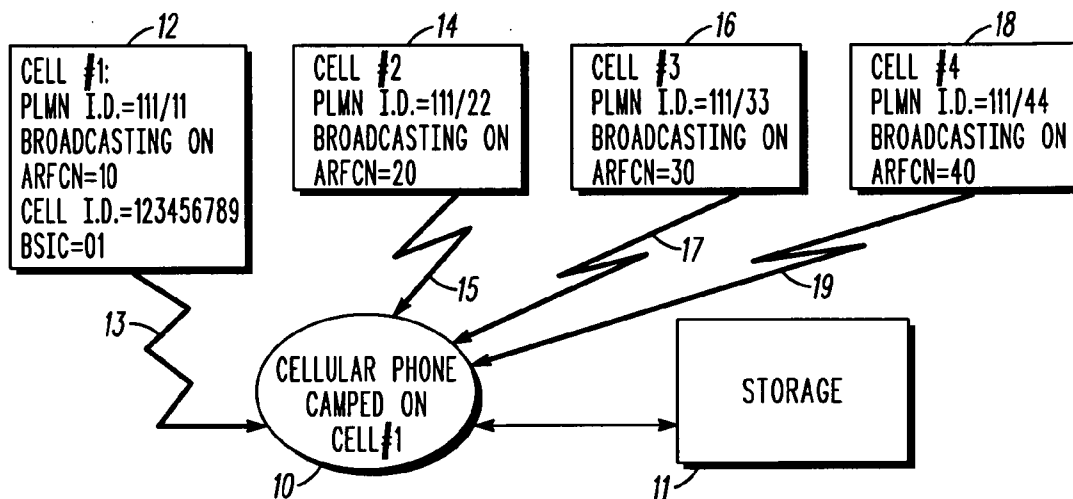 12
CELL #1:
PLMN I.D.=111/11
BROADCASTING ON
ARFCN=10
CELL I.D.=123456789
BSIC=01
14
CELL #2
PLMN I.D.=111/22
BROADCASTING ON
ARFCN=20
16
CELL #3
PLMN I.D.=111/33
BROADCASTING ON
ARFCN=30
18
CELL #4
PLMN I.D.=111/44
BROADCASTING ON
ARFCN=40
13
15
17
19
CELLULAR PHONE
CAMPED ON
CELL#1
10
STORAGE
11